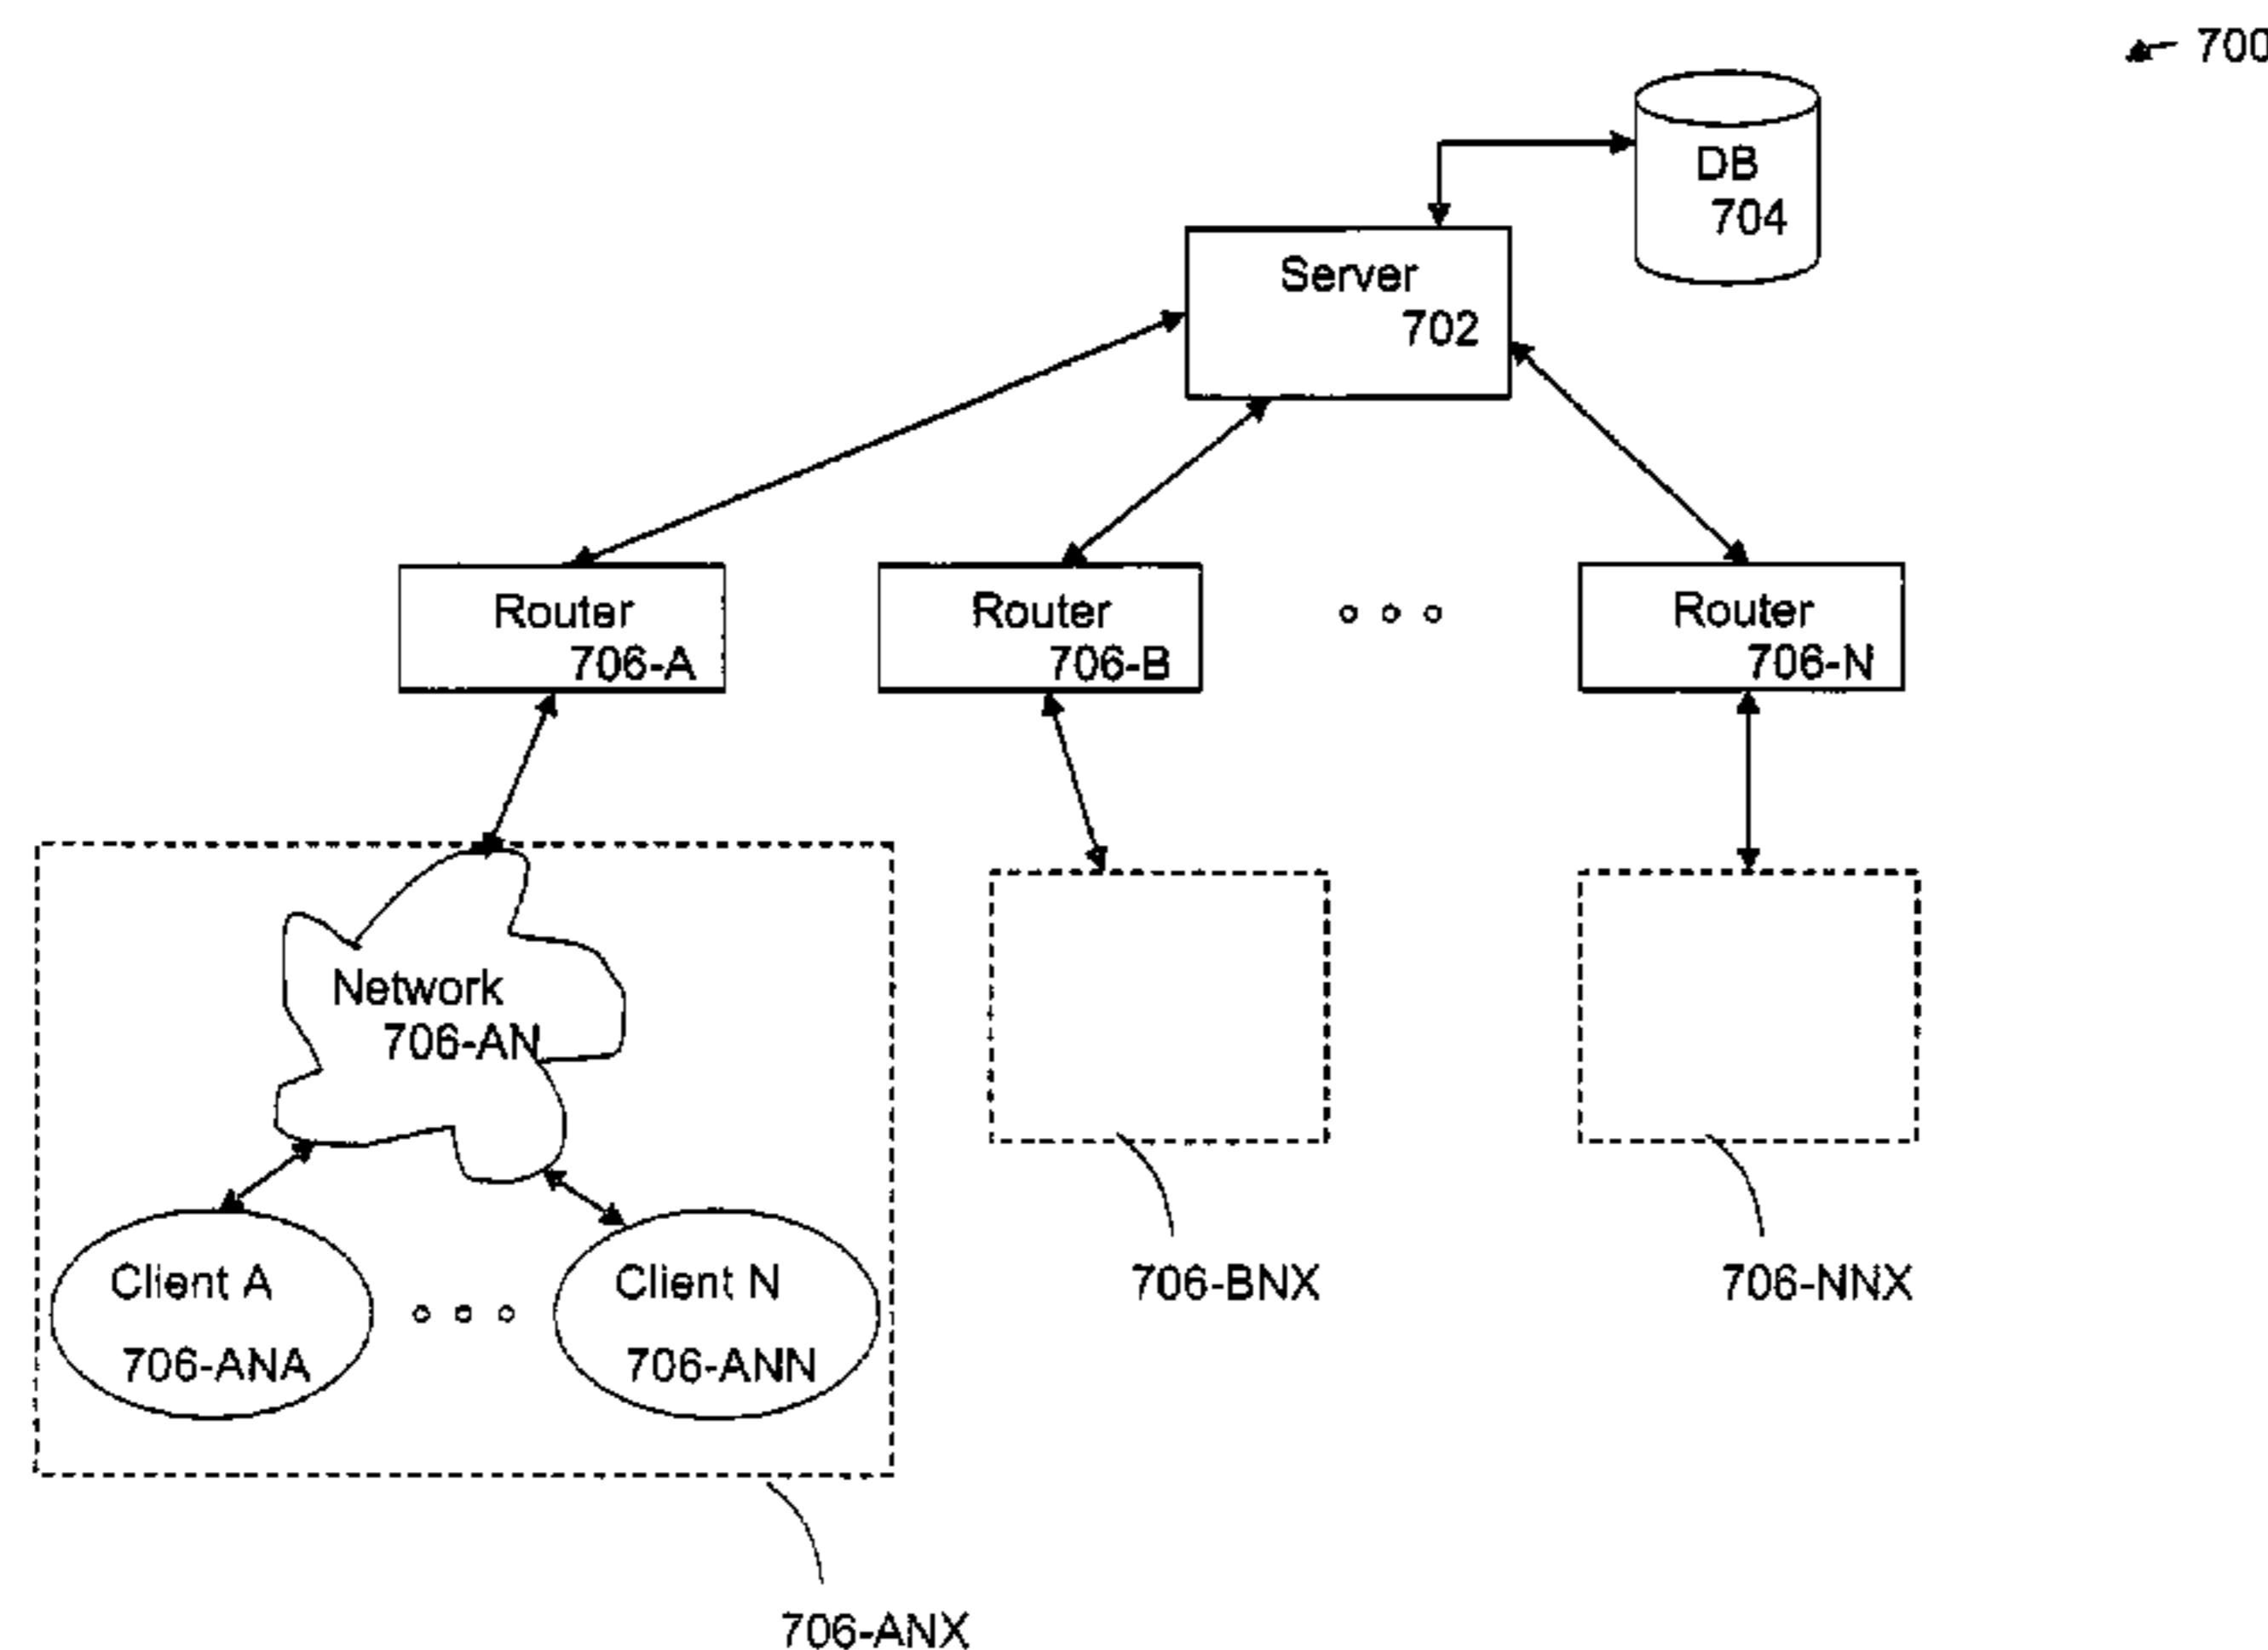 700
DB
704
Server
702
Router
706-A
Router
706-B
Router
706-N
Network
706-AN
Client A
706-ANA
Client N
706-ANN
706-BNX
706-NNX
706-ANX